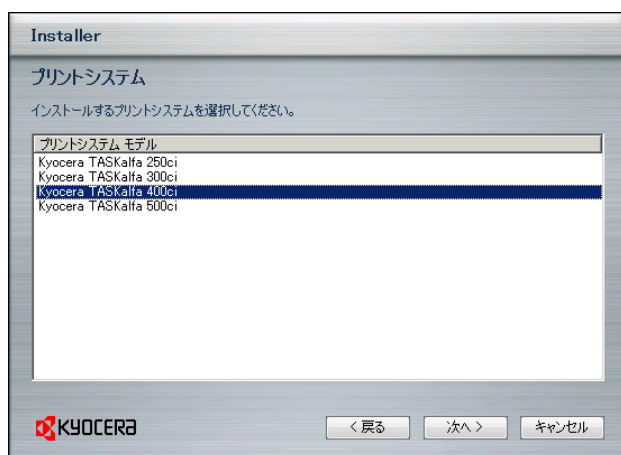 Installer
プリントシステム
インストールするプリントシステムを選択してください。
プリントシステム モデル
Kyocera TASKalfa 250ci
Kyocera TASKalfa 300ci
Kyocera TASKalfa 400ci
Kyocera TASKalfa 500ci
KYOCERA
< 戻る
次へ >
キャンセル